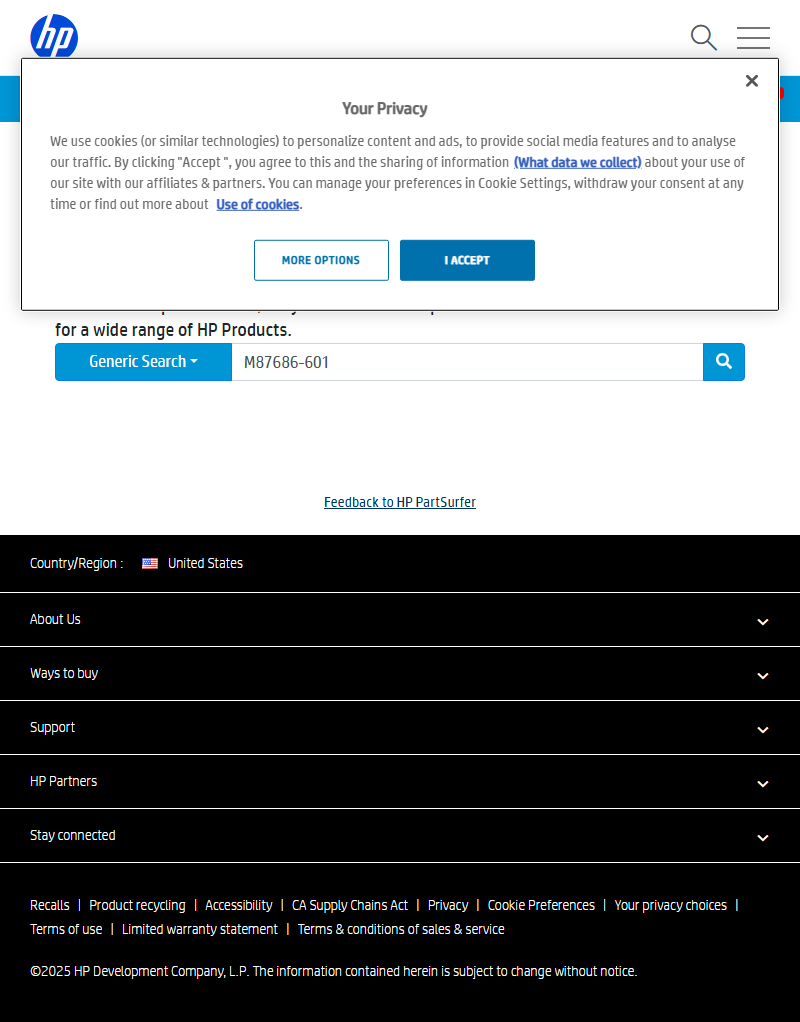 hp
Your Privacy
We use cookies (or similar technologies) to personalize content and ads, to provide social media features and to analyse
our traffic. By clicking "Accept ", you agree to this and the sharing of information (What data we collect) about your use of
our site with our affiliates & partners. You can manage your preferences in Cookie Settings, withdraw your consent at any
time or find out more about Use of cookies.
MORE OPTIONS
I ACCEPT
for a wide range of HP Products.
Generic Search
M87686-601
Feedback to HP PartSurfer
Country/Region :
United States
About Us
Ways to buy
Support
HP Partners
Stay connected
Recalls | Product recycling | Accessibility | CA Supply Chains Act | Privacy | Cookie Preferences | Your privacy choices |
Terms of use | Limited warranty statement | Terms & conditions of sales & service
©2025 HP Development Company, L.P. The information contained herein is subject to change without notice.